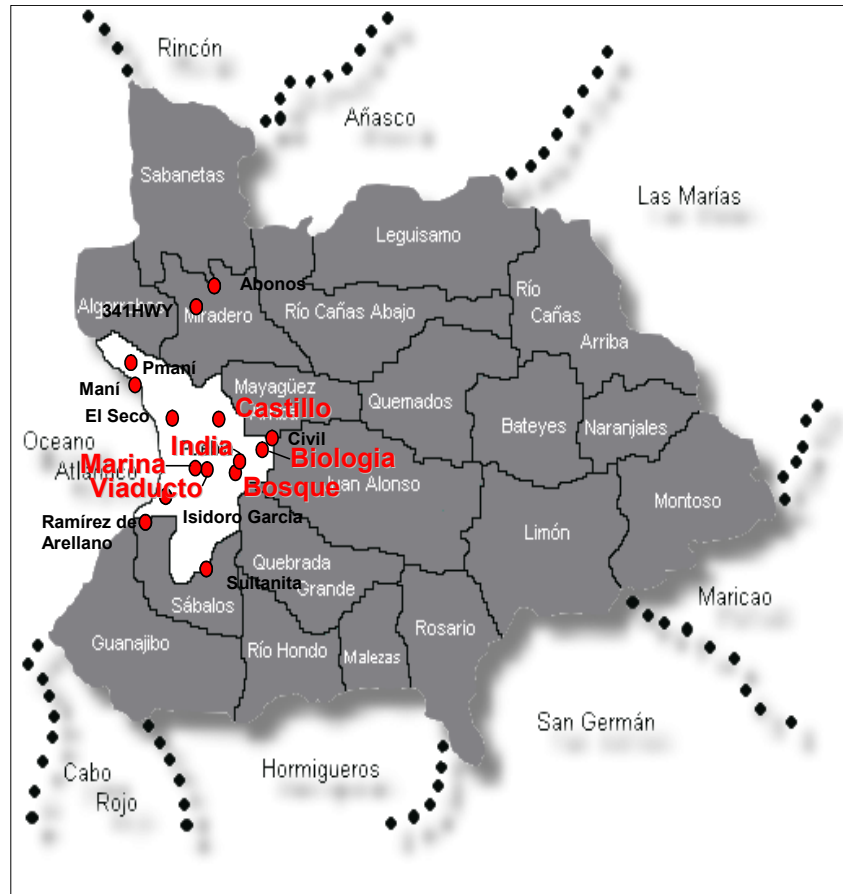 Rincón
Añasco
Sabanetas
Las Marías
Leguisamo
Abonos
Río
Cañas
Arriba
Algarrobos
341HWY
Miradero
Río Cañas Abajo
Pmaní
Maní
Mayagüez
Quemados
El Seco
Castillo
Bateyes
Naranjales
Civil
Oceano
Atlántico
India
Biologia
Marina
Viaducto
Bosque
Juan Alonso
Montoso
Isidoro Garcia
Ramírez de
Arellano
Limón
Quebrada
Grande
Sultanita
Sábalos
Maricao
Guanajibo
Río Hondo
Malezas
Rosario
San Germán
Cabo
Rojo
Hormigueros